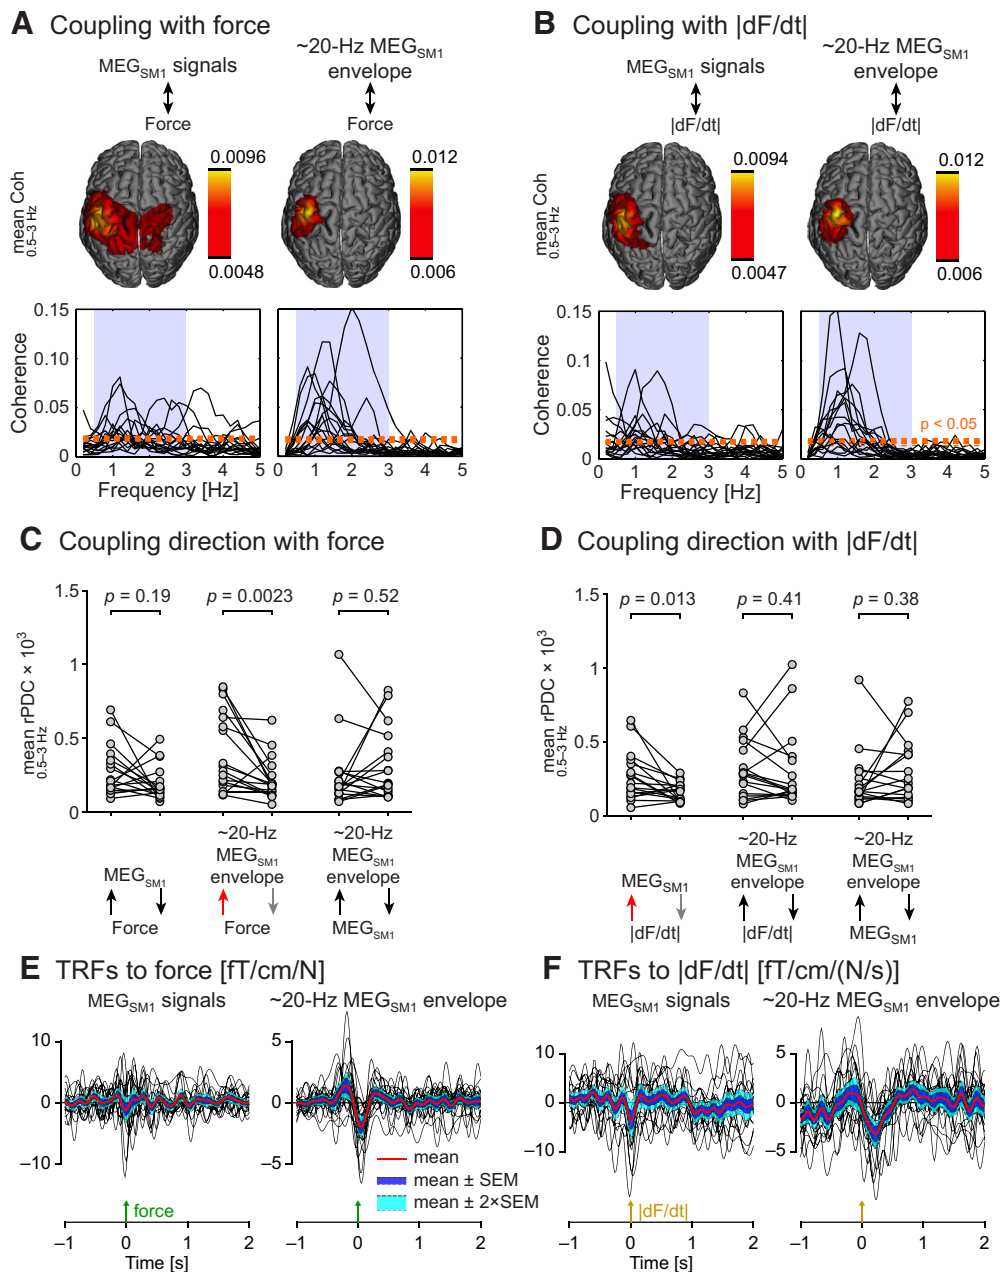 A Coupling with force
MEGSM1 signals
~20-Hz MEGSM1
envelope
Force
Force
mean Coh
0.5–3 Hz
0.0096
0.0048
0.012
0.006
Coherence
0.15
0.10
0.05
0
0 1 2 3 4 5
0 1 2 3 4 5
Frequency [Hz]
B Coupling with |dF/dt|
MEGSM1 signals
~20-Hz MEGSM1
envelope
|dF/dt|
|dF/dt|
mean Coh
0.5–3 Hz
0.0094
0.0047
0.012
0.006
Coherence
0.15
0.1
0.05
0
p < 0.05
0 1 2 3 4 5
0 1 2 3 4 5
Frequency [Hz]
C Coupling direction with force
mean rPDC × 10³
0.5–3 Hz
1.5
1
0.5
0
p = 0.19
p = 0.0023
p = 0.52
MEGSM1
Force
~20-Hz
MEGSM1
envelope
Force
~20-Hz
MEGSM1
envelope
MEGSM1
D Coupling direction with |dF/dt|
mean rPDC × 10³
0.5–3 Hz
1.5
1
0.5
0
p = 0.013
p = 0.41
p = 0.38
MEGSM1
|dF/dt|
~20-Hz
MEGSM1
envelope
|dF/dt|
~20-Hz
MEGSM1
envelope
MEGSM1
E TRFs to force [fT/cm/N]
MEGSM1 signals
~20-Hz MEGSM1 envelope
10
0
−10
5
0
−5
mean
mean ± SEM
mean ± 2×SEM
force
−1 0 1 2
−1 0 1 2
Time [s]
F TRFs to |dF/dt| [fT/cm/(N/s)]
MEGSM1 signals
~20-Hz MEGSM1 envelope
10
0
−10
5
0
−5
|dF/dt|
−1 0 1 2
−1 0 1 2
Time [s]